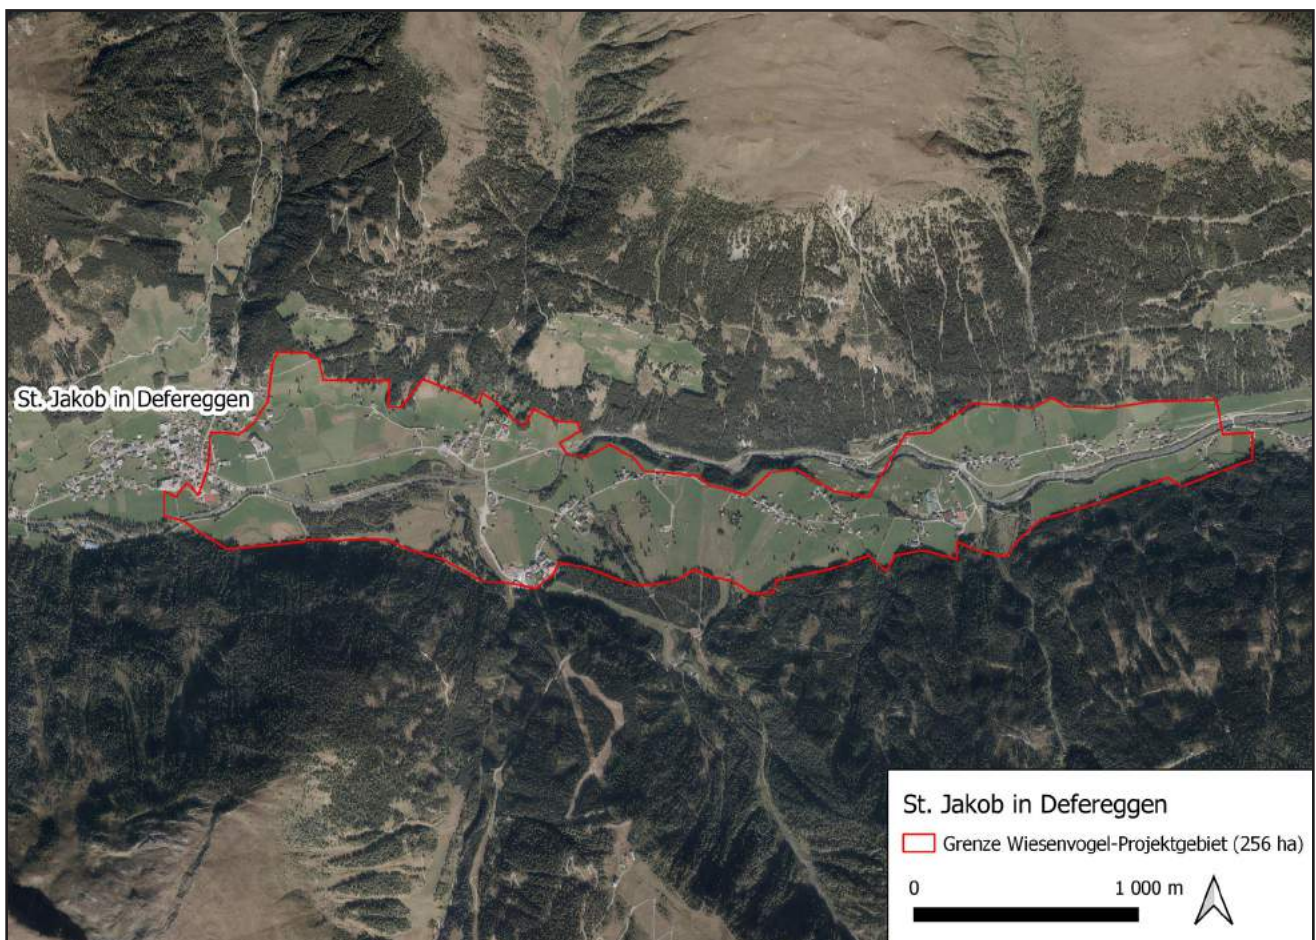 St. Jakob in Defereggen
St. Jakob in Defereggen
Grenze Wiesenvogel-Projektgebiet (256 ha)
0 1 000 m